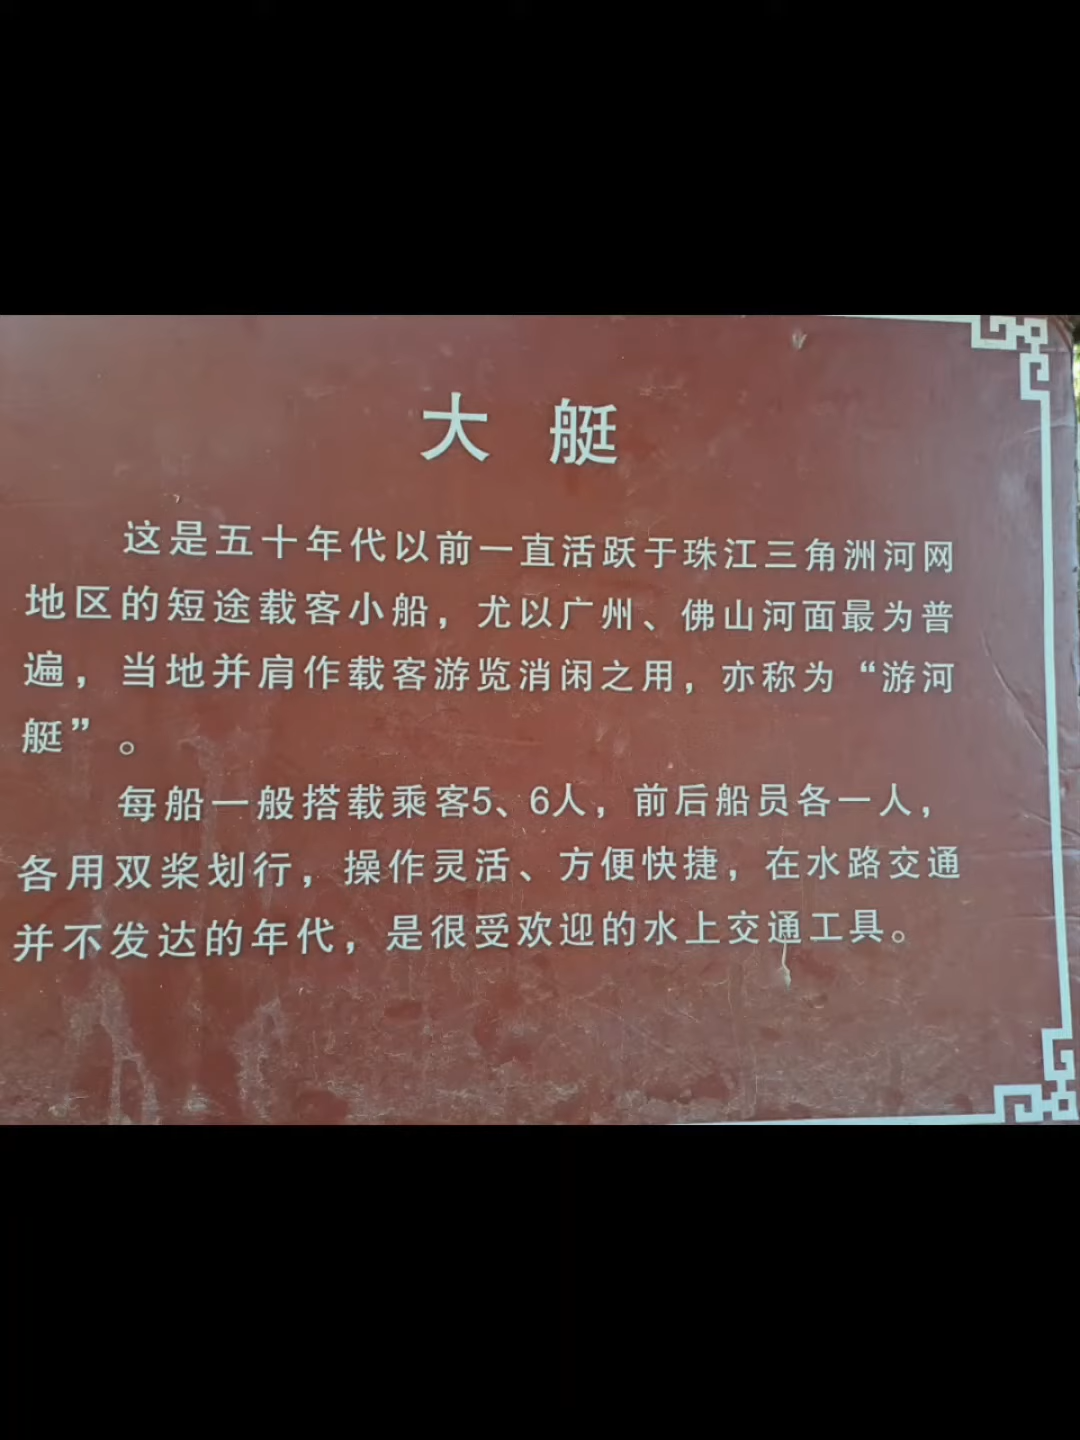 大艇
这是五十年代以前一直活跃于珠江三角洲河网
地区的短途载客小船，尤以广州、佛山河面最为普
遍，当地并肩作载客游览消闲之用，亦称为“游河
艇”。
每船一般搭载乘客5、6人，前后船员各一人，
各用双桨划行，操作灵活、方便快捷，在水路交通
并不发达的年代，是很受欢迎的水上交通工具。